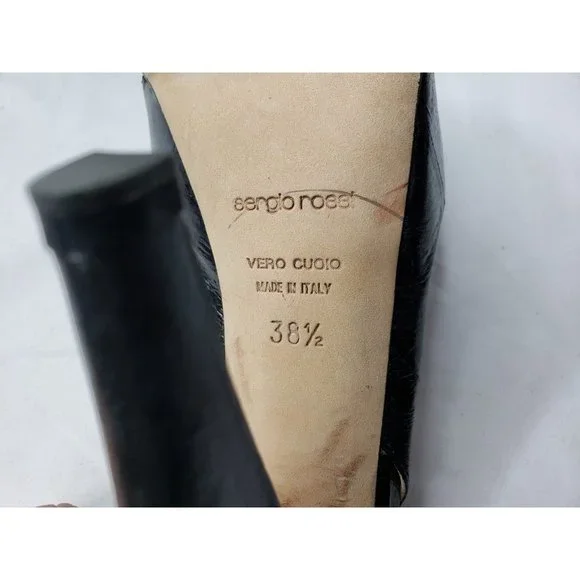 sergio rossi
VERO CUOIO
MADE IN ITALY
38½